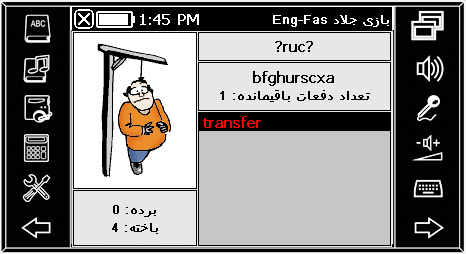 1:45 PM
بازی جلاد Eng-Fas
?ruc?
bfghurscxa
تعداد دفعات باقیمانده: 1
transfer
برده: 0
باخته: 4
ABC